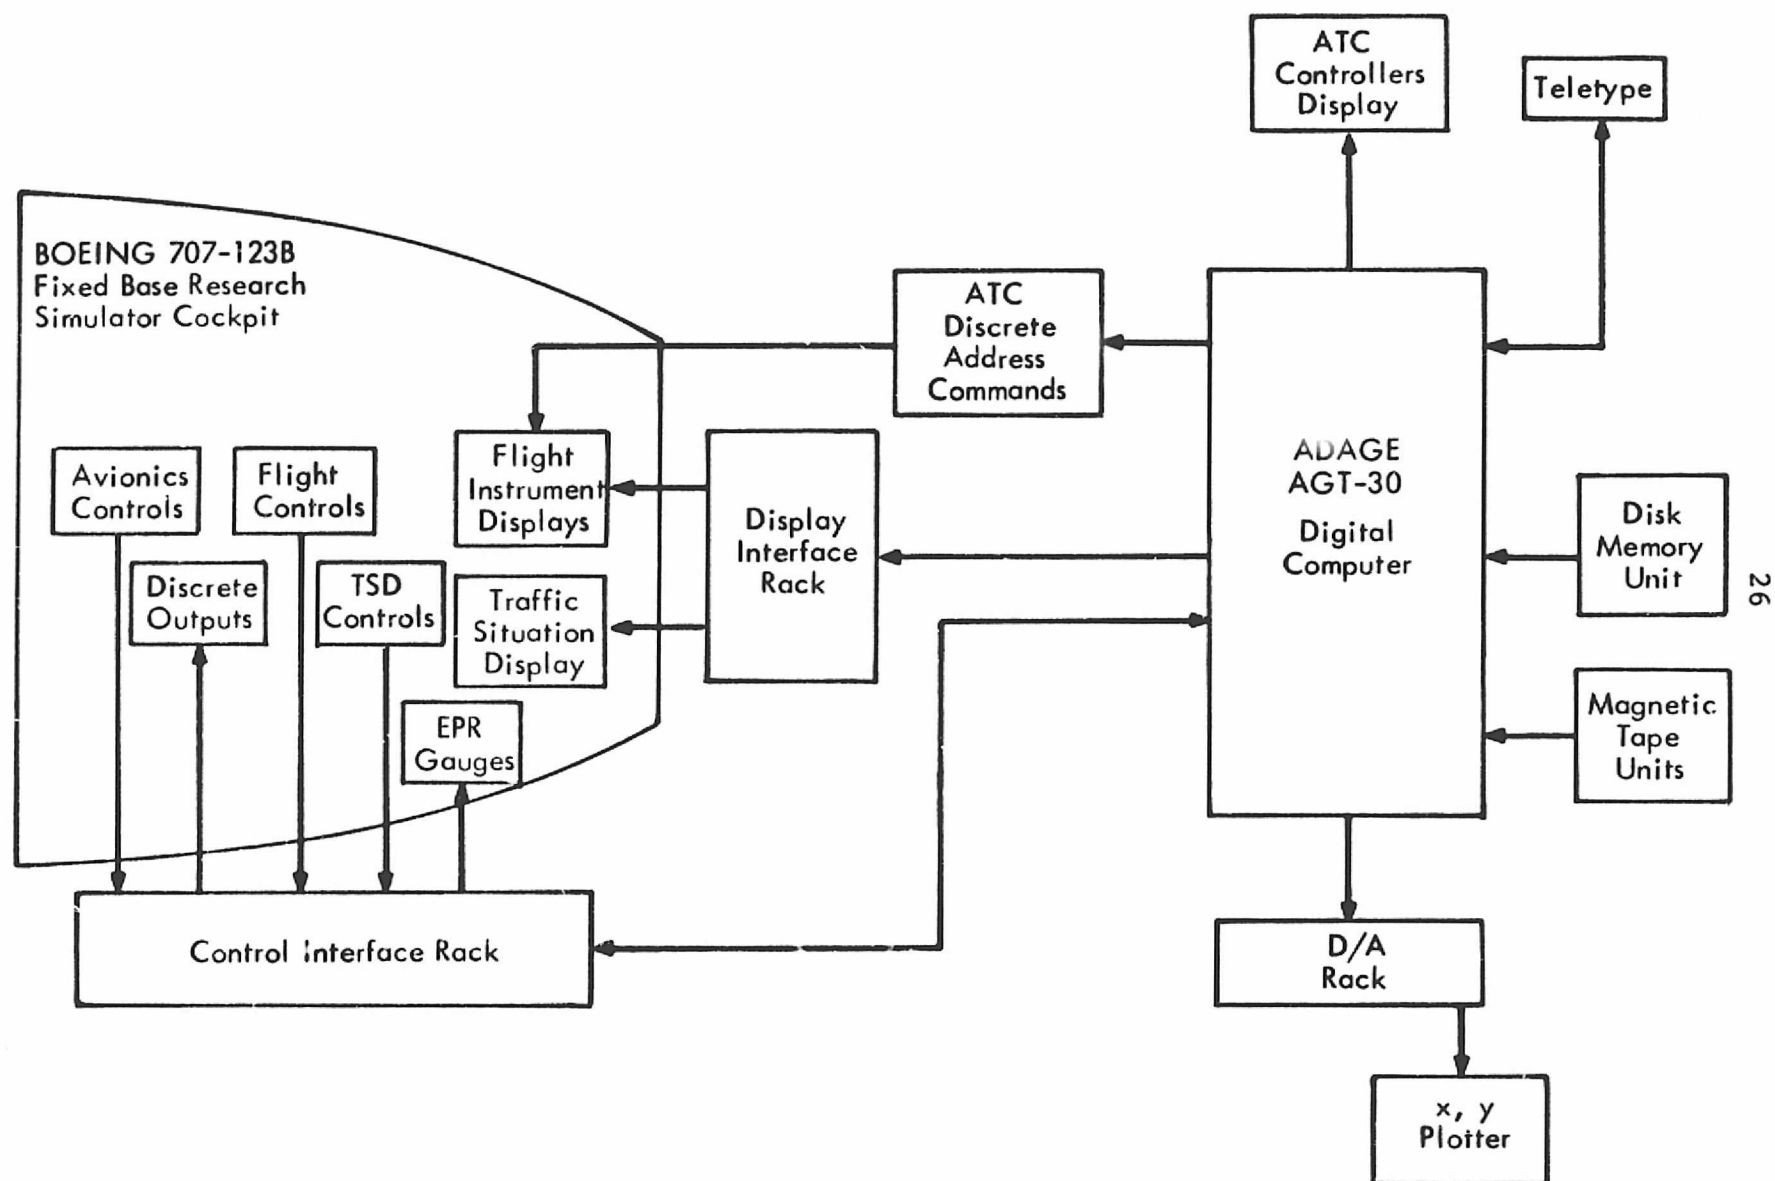 ATC
Controllers
Display
Teletype
BOEING 707-123B
Fixed Base Research
Simulator Cockpit
ATC
Discrete
Address
Commands
Avionics
Controls
Flight
Controls
Flight
Instrument
Displays
Display
Interface
Rack
ADAGE
AGT-30
Digital
Computer
Disk
Memory
Unit
26
Discrete
Outputs
TSD
Controls
Traffic
Situation
Display
EPR
Gauges
Magnetic
Tape
Units
Control Interface Rack
D/A
Rack
x, y
Plotter